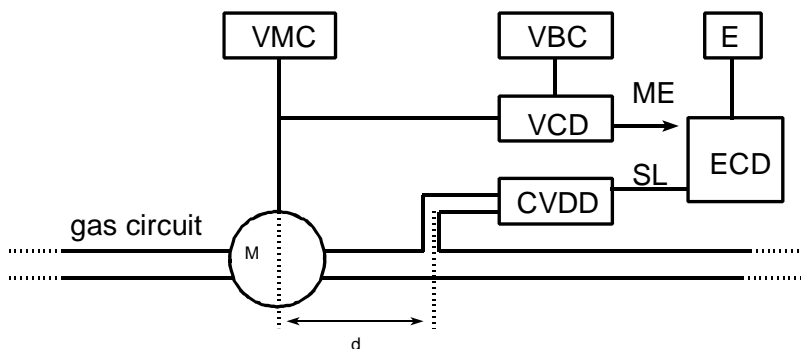 VMC
VBC
E
ME
VCD
ECD
SL
CVDD
gas circuit
M
d